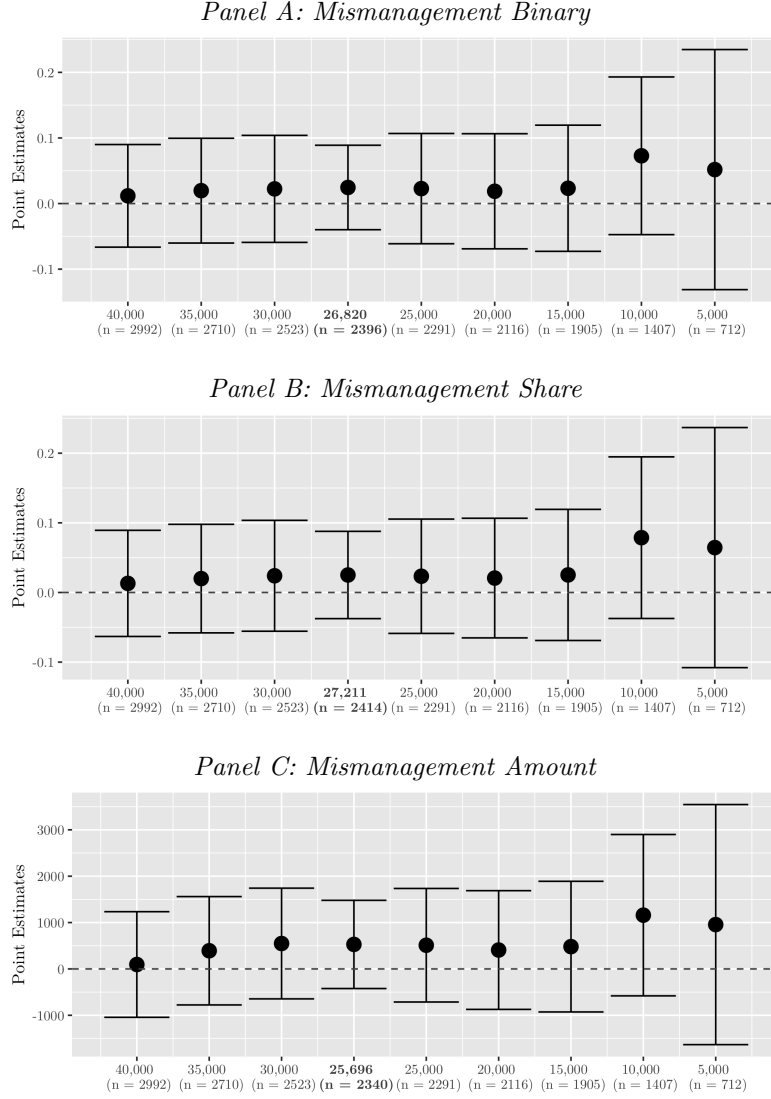 Panel A: Mismanagement Binary
Point Estimates
0.2
0.1
0.0
-0.1
40,000 35,000 30,000 26,820 25,000 20,000 15,000 10,000 5,000
(n = 2992) (n = 2710) (n = 2523) (n = 2396) (n = 2291) (n = 2116) (n = 1905) (n = 1407) (n = 712)
Panel B: Mismanagement Share
Point Estimates
0.2
0.1
0.0
-0.1
40,000 35,000 30,000 27,211 25,000 20,000 15,000 10,000 5,000
(n = 2992) (n = 2710) (n = 2523) (n = 2414) (n = 2291) (n = 2116) (n = 1905) (n = 1407) (n = 712)
Panel C: Mismanagement Amount
Point Estimates
3000
2000
1000
0
-1000
40,000 35,000 30,000 25,696 25,000 20,000 15,000 10,000 5,000
(n = 2992) (n = 2710) (n = 2523) (n = 2340) (n = 2291) (n = 2116) (n = 1905) (n = 1407) (n = 712)